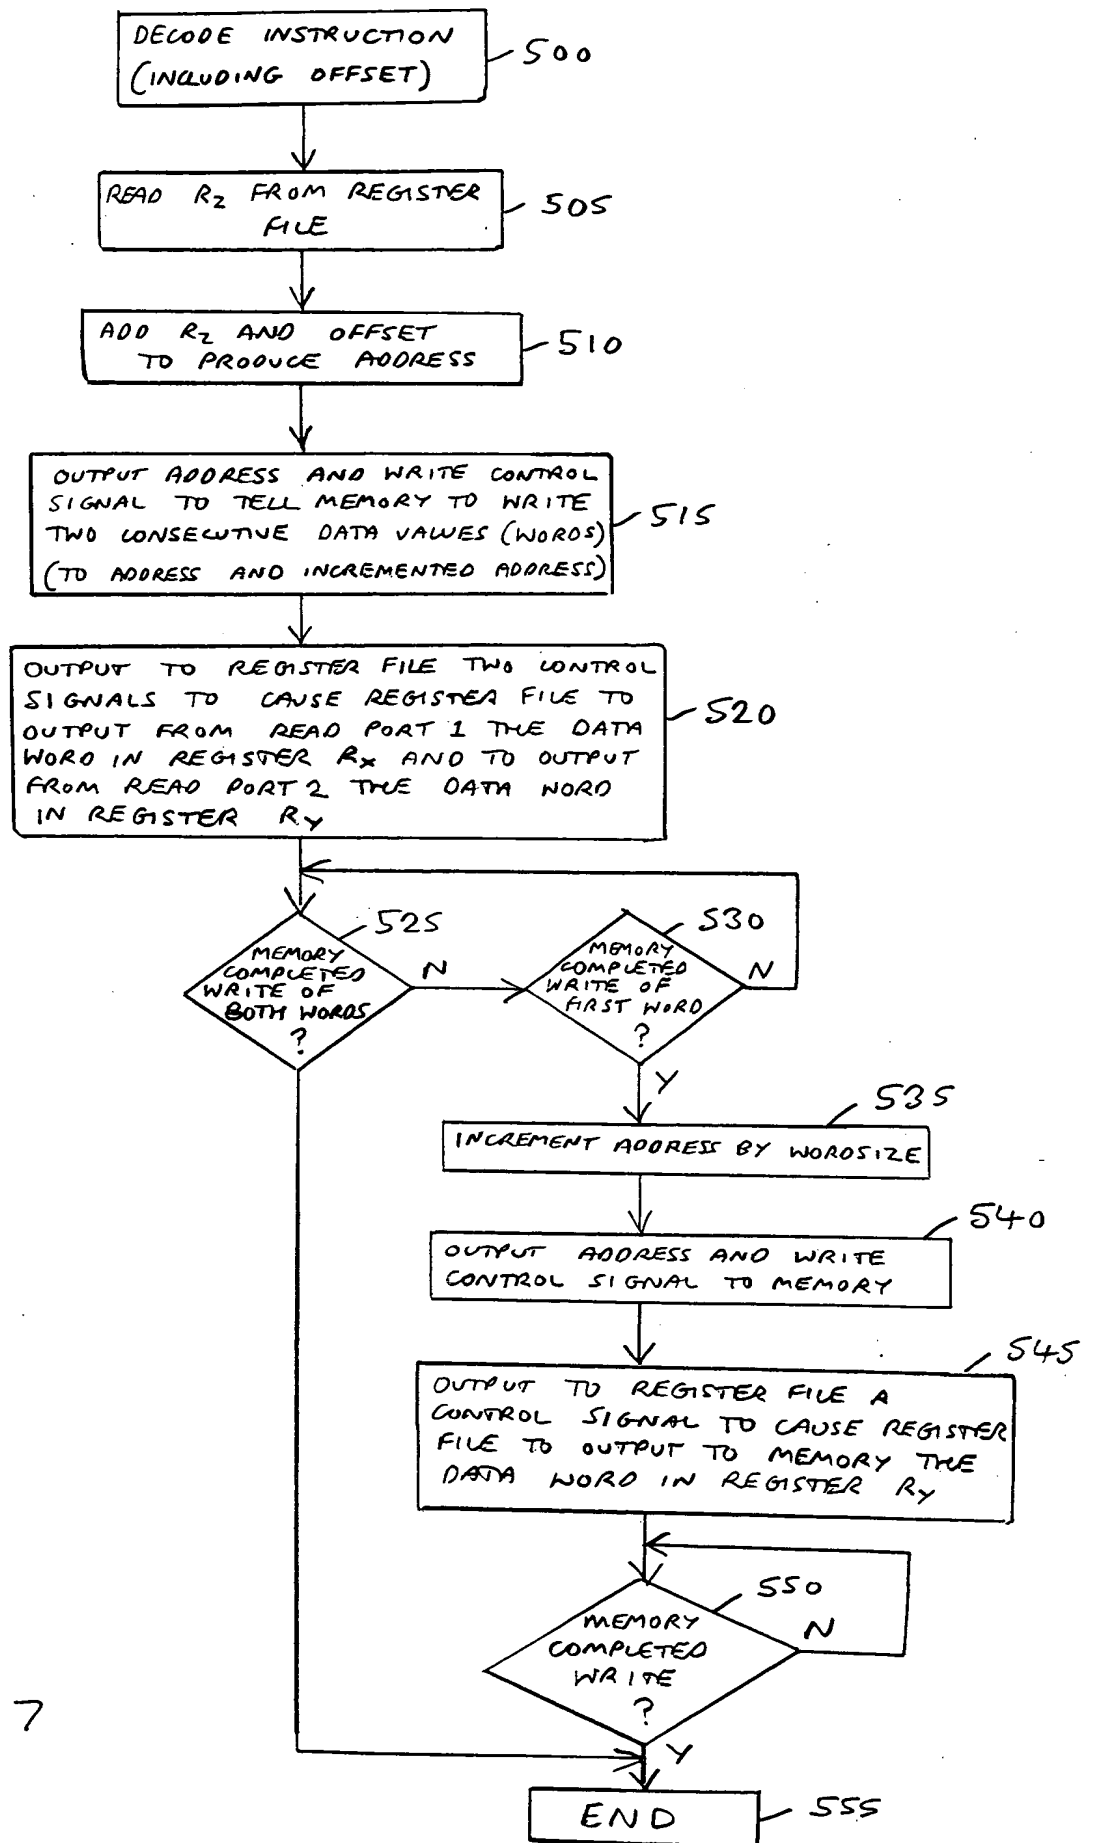 DECODE INSTRUCTION
(INCLUDING OFFSET)
500
READ RZ FROM REGISTER
FILE
505
ADD RZ AND OFFSET
TO PRODUCE ADDRESS
510
OUTPUT ADDRESS AND WRITE CONTROL
SIGNAL TO TELL MEMORY TO WRITE
TWO CONSECUTIVE DATA VALUES (WORDS)
(TO ADDRESS AND INCREMENTED ADDRESS)
515
OUTPUT TO REGISTER FILE TWO CONTROL
SIGNALS TO CAUSE REGISTER FILE TO
OUTPUT FROM READ PORT 1 THE DATA
WORD IN REGISTER RX AND TO OUTPUT
FROM READ PORT 2 THE DATA WORD
IN REGISTER RY
520
525
MEMORY
COMPLETED
WRITE OF
BOTH WORDS
?
N
530
MEMORY
COMPLETED
WRITE OF
FIRST WORD
?
N
Y
535
INCREMENT ADDRESS BY WORDSIZE
540
OUTPUT ADDRESS AND WRITE
CONTROL SIGNAL TO MEMORY
545
OUTPUT TO REGISTER FILE A
CONTROL SIGNAL TO CAUSE REGISTER
FILE TO OUTPUT TO MEMORY THE
DATA WORD IN REGISTER RY
550
MEMORY
COMPLETED
WRITE
?
N
Y
7
END
555